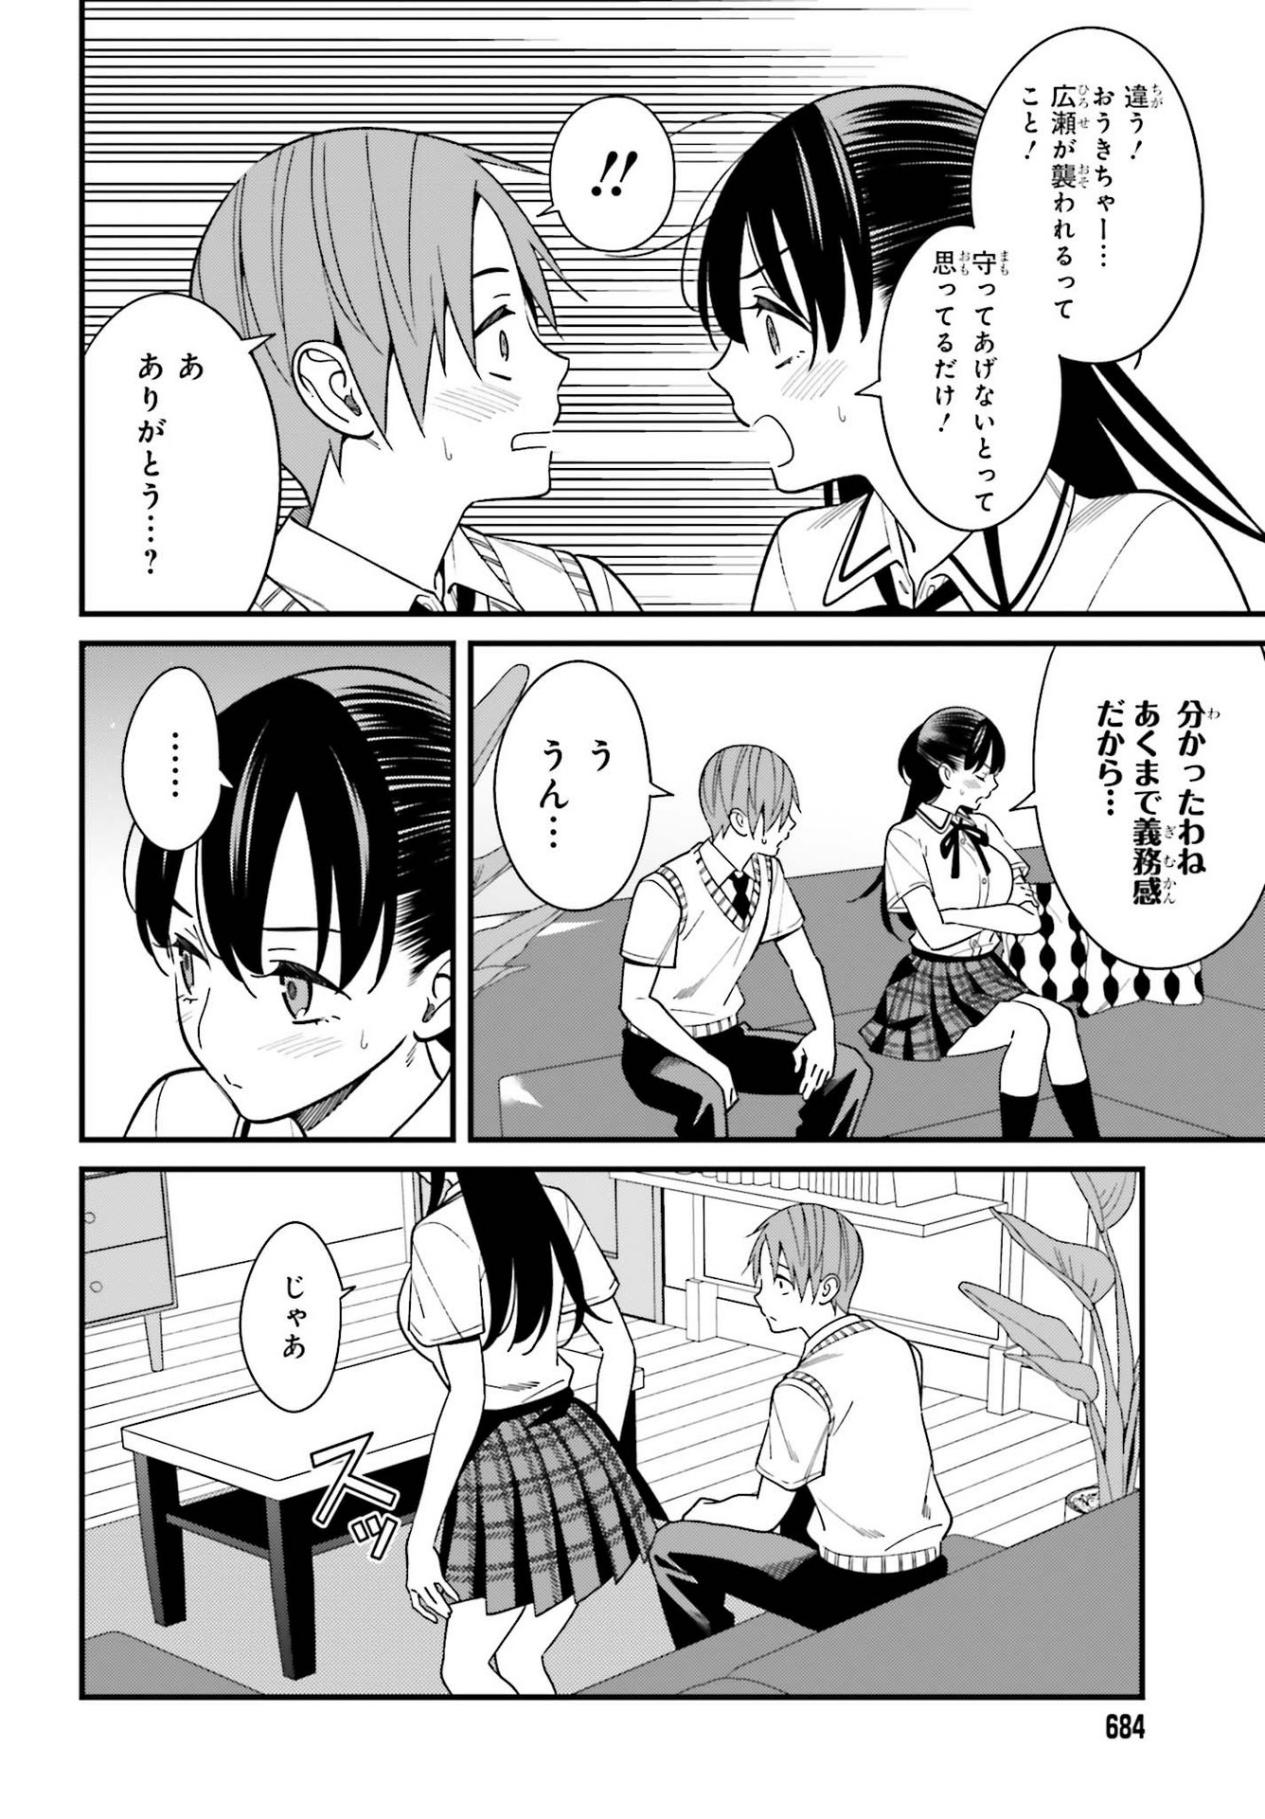 違う！
おうきちゃー…
広瀬が襲われるって
こと！
守ってあげないとって
思ってるだけ！
!!
あ
ありがとう…？
分かったわね
あくまで義務感
だから…
う
うん…
……
じゃあ
スッ
684